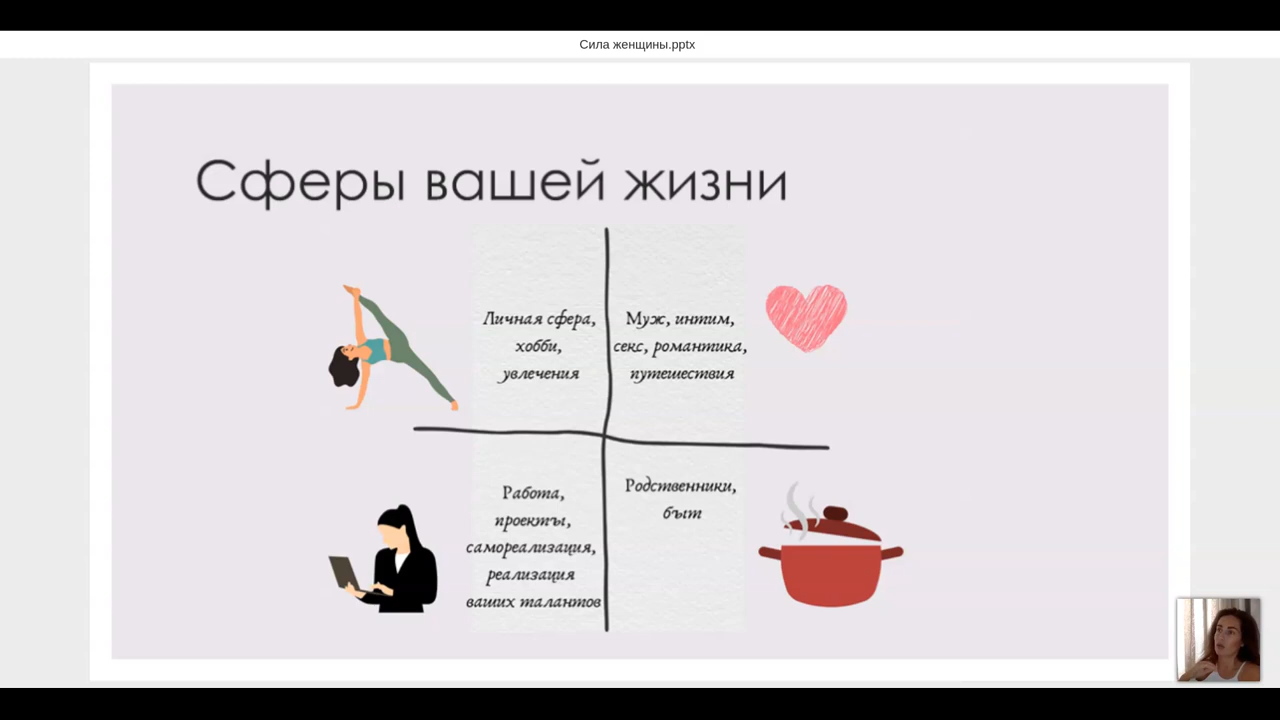 Сила женщины.pptx
Сферы вашей жизни
Личная сфера,
хобби,
увлечения
Муж, интим,
секс, романтика,
путешествия
Работа,
проекты,
самореализация,
реализация
ваших талантов
Родственники,
быт